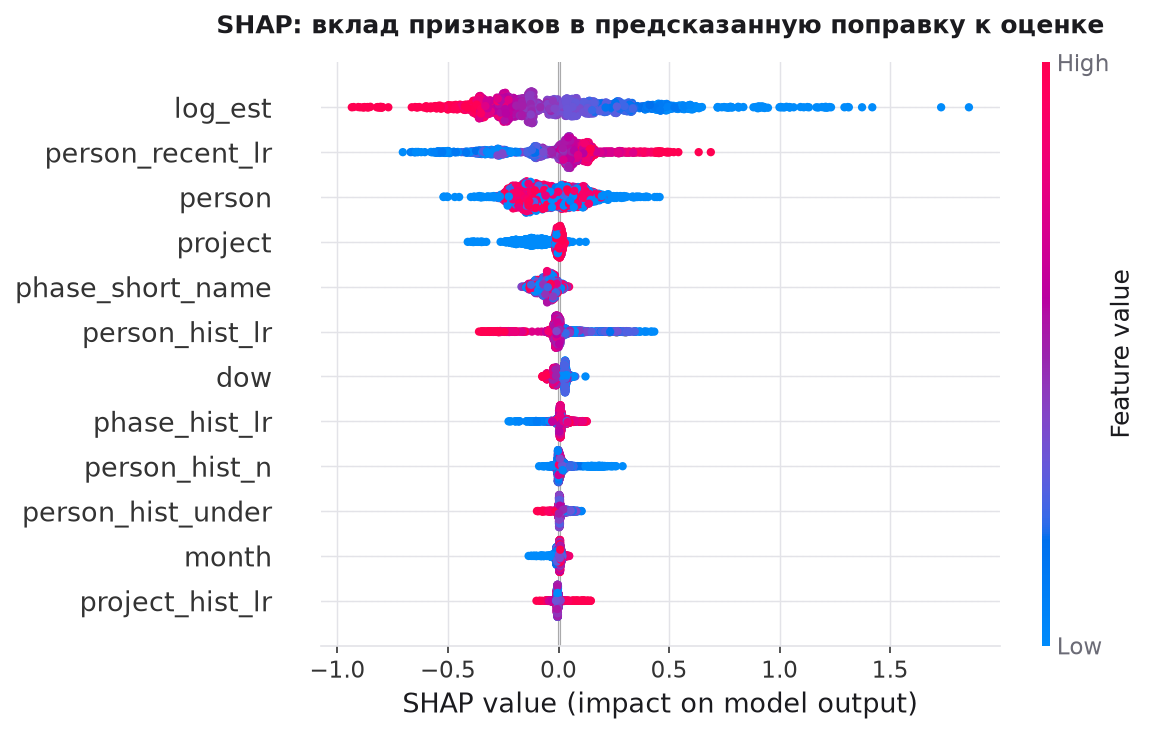 SHAP: вклад признаков в предсказанную поправку к оценке
High
log_est
person_recent_lr
person
project
phase_short_name
person_hist_lr
dow
phase_hist_lr
person_hist_n
person_hist_under
month
project_hist_lr
Feature value
Low
−1.0 −0.5 0.0 0.5 1.0 1.5
SHAP value (impact on model output)